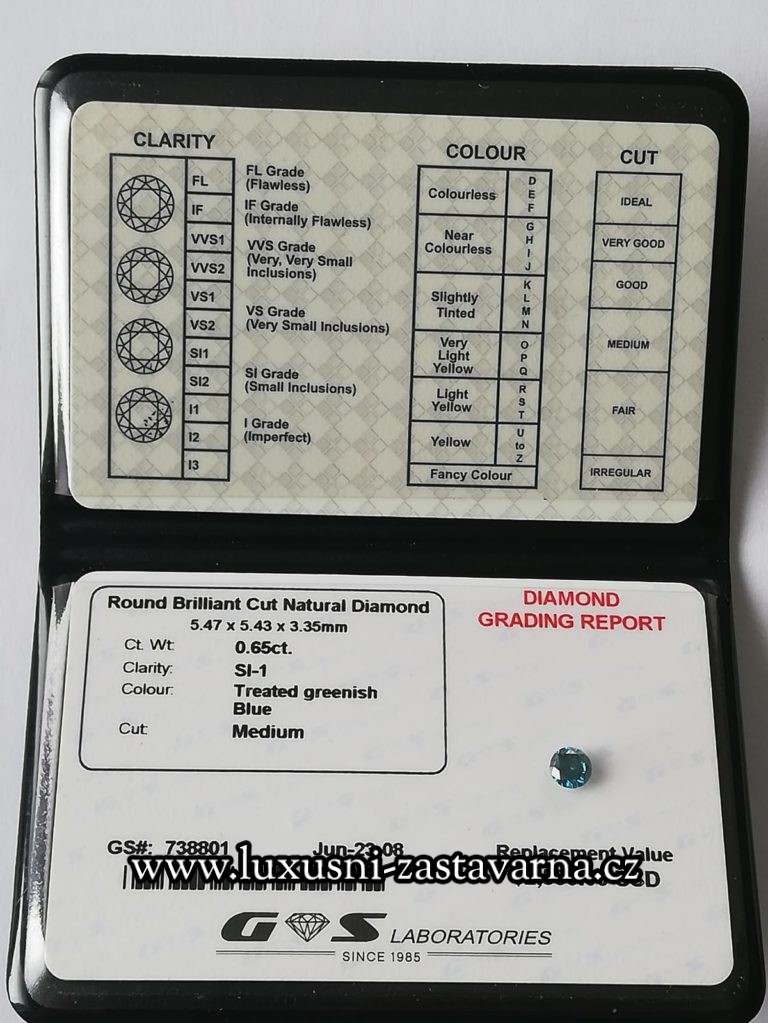 CLARITY
FL
IF
VVS1
VVS2
VS1
VS2
SI1
SI2
I1
I2
I3
FL Grade
(Flawless)
IF Grade
(Internally Flawless)
VVS Grade
(Very, Very Small
Inclusions)
VS Grade
(Very Small Inclusions)
SI Grade
(Small Inclusions)
I Grade
(Imperfect)
COLOUR
Colourless
D
E
F
Near
Colourless
G
H
I
J
Slightly
Tinted
K
L
M
N
Very
Light
Yellow
O
P
Q
Light
Yellow
R
S
T
Yellow
U
to
Z
Fancy Colour
CUT
IDEAL
VERY GOOD
GOOD
MEDIUM
FAIR
IRREGULAR
Round Brilliant Cut Natural Diamond
5.47 x 5.43 x 3.35mm
Ct. Wt: 0.65ct.
Clarity: SI-1
Colour: Treated greenish
Blue
Cut: Medium
DIAMOND
GRADING REPORT
GS#: 738801 Jun-23-08 Replacement Value
www.luxusni-zastavarna.cz
G S LABORATORIES
SINCE 1985